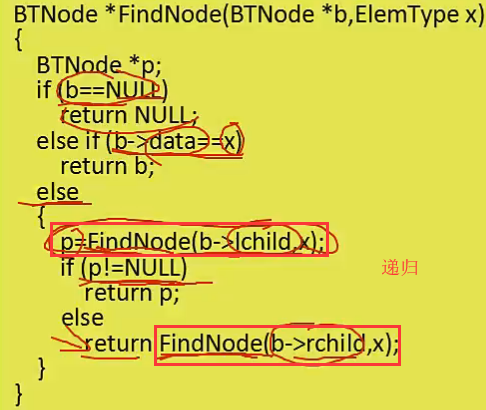 BTNode *FindNode(BTNode *b,ElemType x)
{
BTNode *p;
if (b==NULL)
return NULL;
else if (b->data==x)
return b;
else
{
p=FindNode(b->lchild,x);
if (p!=NULL)
return p;
else
return FindNode(b->rchild,x);
}
}
递归